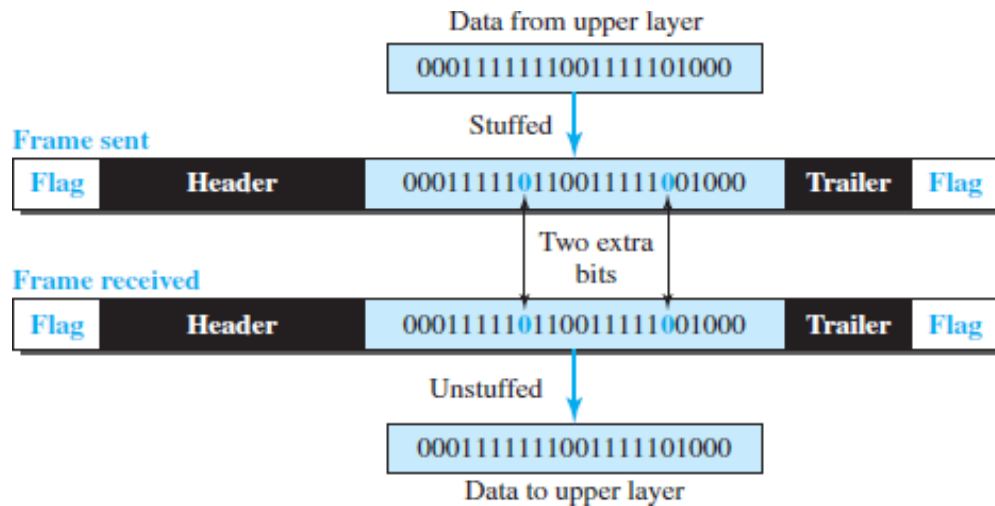 Data from upper layer
0001111111001111101000
Stuffed
Frame sent
Flag Header 000111110110011111001000 Trailer Flag
Two extra
bits
Frame received
Flag Header 000111110110011111001000 Trailer Flag
Unstuffed
0001111111001111101000
Data to upper layer